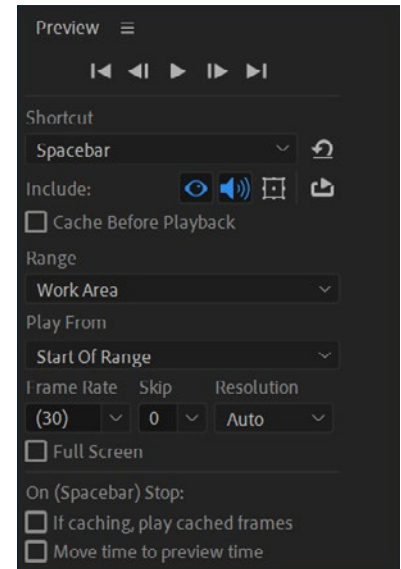 Preview
Shortcut
Spacebar
Include:
Cache Before Playback
Range
Work Area
Play From
Start Of Range
Frame Rate Skip Resolution
(30) 0 Auto
Full Screen
On (Spacebar) Stop:
If caching, play cached frames
Move time to preview time